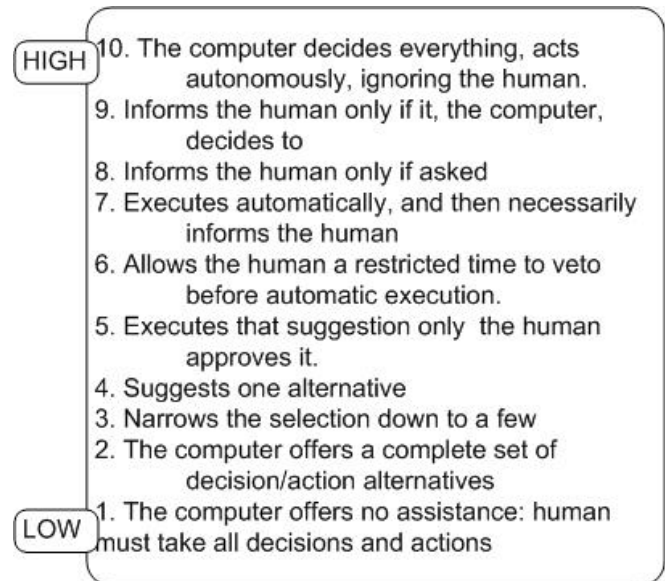 HIGH
10. The computer decides everything, acts
autonomously, ignoring the human.
9. Informs the human only if it, the computer,
decides to
8. Informs the human only if asked
7. Executes automatically, and then necessarily
informs the human
6. Allows the human a restricted time to veto
before automatic execution.
5. Executes that suggestion only the human
approves it.
4. Suggests one alternative
3. Narrows the selection down to a few
2. The computer offers a complete set of
decision/action alternatives
LOW
1. The computer offers no assistance: human
must take all decisions and actions